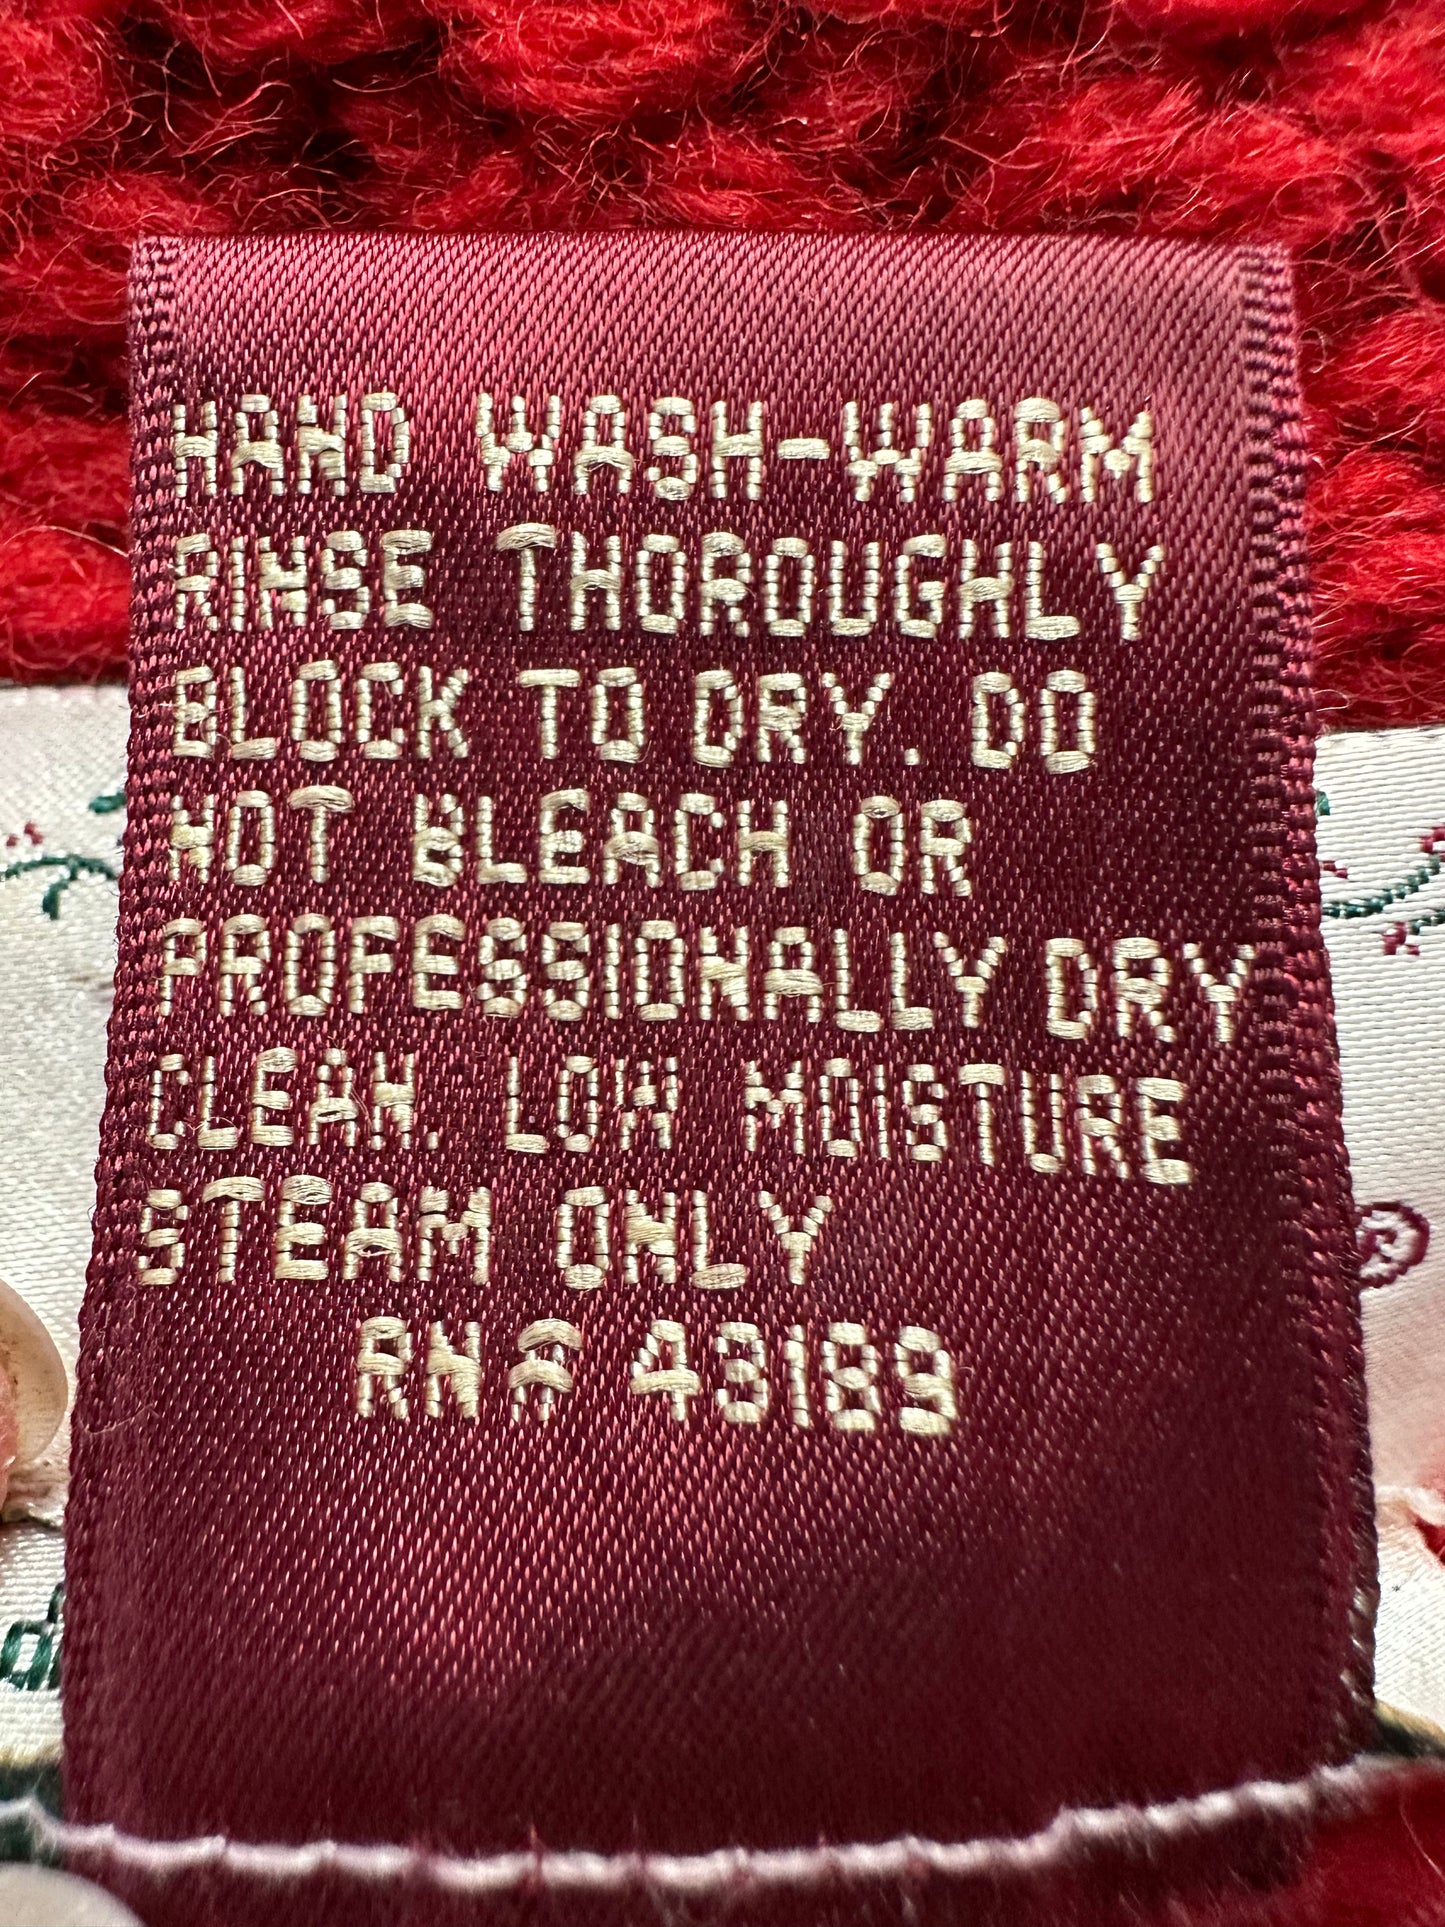 HAND WASH-WARM
RINSE THOROUGHLY
BLOCK TO DRY. DO
NOT BLEACH OR
PROFESSIONALLY DRY
CLEAN. LOW MOISTURE
STEAM ONLY
RN# 43189